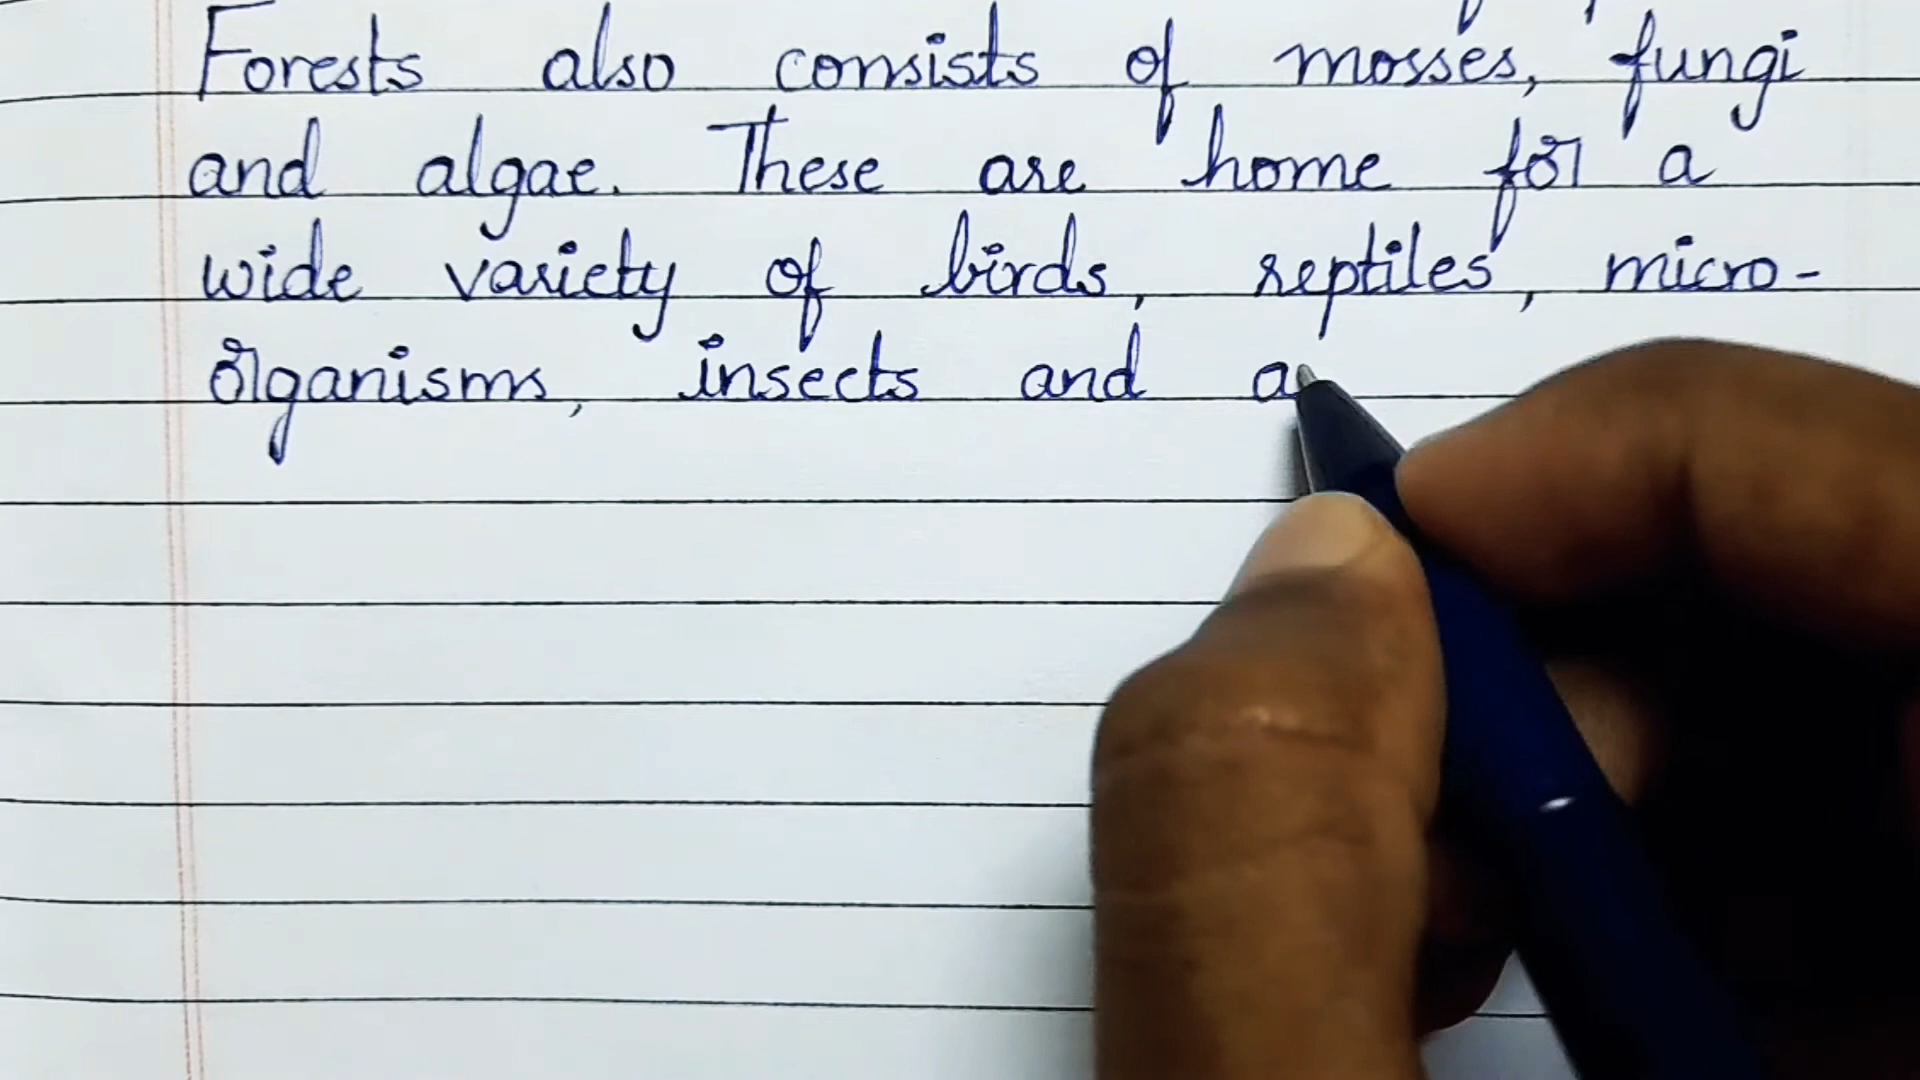 Forests also consists of mosses, fungi
and algae. These are home for a
wide variety of birds, reptiles, micro-
organisms, insects and a